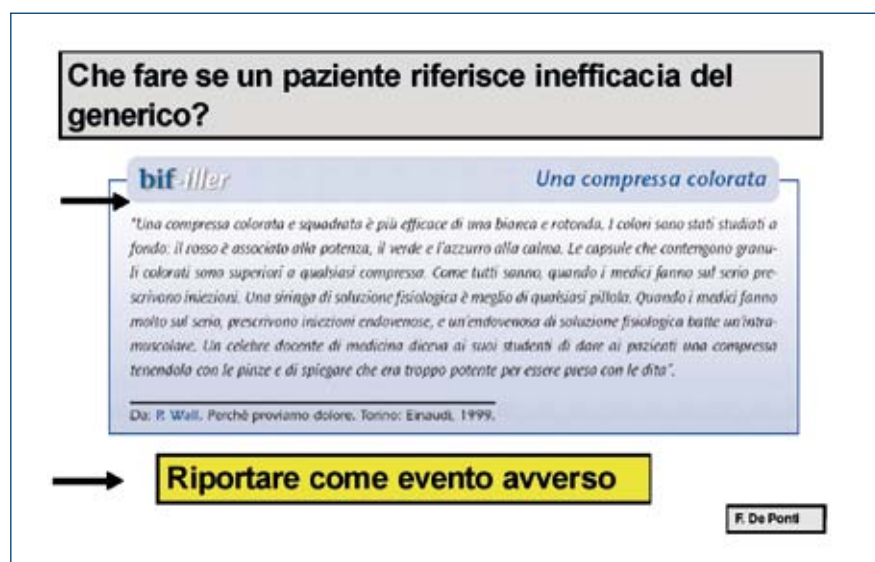 Che fare se un paziente riferisce inefficacia del
generico?
bif-iller
Una compressa colorata
"Una compressa colorata e squadrata è più efficace di una bianca e rotonda. I colori sono stati studiati a
fondo: il rosso è associato alla potenza, il verde e l'azzurro alla calma. Le capsule che contengono granu-
li colorati sono superiori a qualsiasi compressa. Come tutti sanno, quando i medici fanno sul serio pre-
scrivono iniezioni. Una siringa di soluzione fisiologica è meglio di qualsiasi pillola. Quando i medici fanno
molto sul serio, prescrivono iniezioni endovenose, e un'endovenosa di soluzione fisiologica batte un'intra-
muscolare. Un celebre docente di medicina diceva ai suoi studenti di dare ai pazienti una compressa
tenendola con le pinze e di spiegare che era troppo potente per essere presa con le dita".
Da: P. Wall. Perchè proviamo dolore. Torino: Einaudi, 1999.
Riportare come evento avverso
F. De Ponti